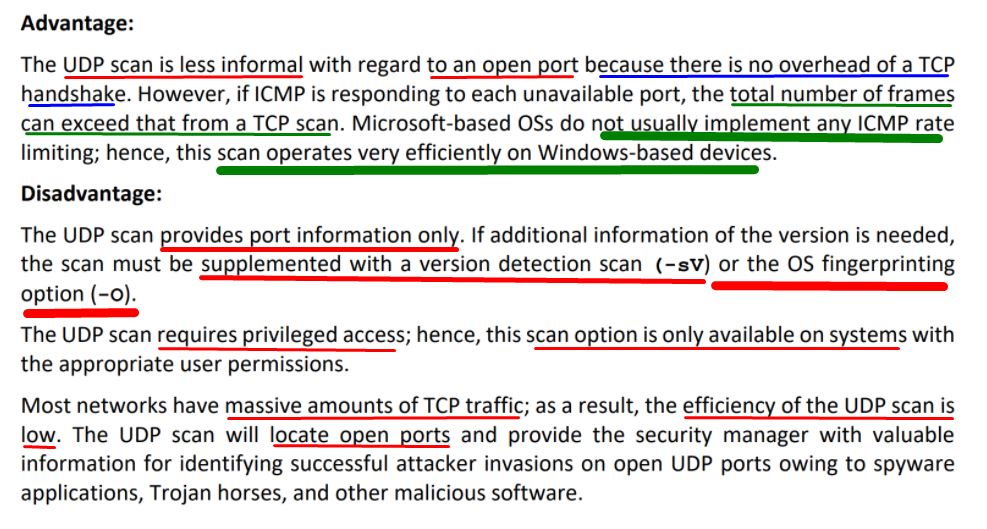 Advantage:
The UDP scan is less informal with regard to an open port because there is no overhead of a TCP
handshake. However, if ICMP is responding to each unavailable port, the total number of frames
can exceed that from a TCP scan. Microsoft-based OSs do not usually implement any ICMP rate
limiting; hence, this scan operates very efficiently on Windows-based devices.
Disadvantage:
The UDP scan provides port information only. If additional information of the version is needed,
the scan must be supplemented with a version detection scan (-sV) or the OS fingerprinting
option (-O).
The UDP scan requires privileged access; hence, this scan option is only available on systems with
the appropriate user permissions.
Most networks have massive amounts of TCP traffic; as a result, the efficiency of the UDP scan is
low. The UDP scan will locate open ports and provide the security manager with valuable
information for identifying successful attacker invasions on open UDP ports owing to spyware
applications, Trojan horses, and other malicious software.